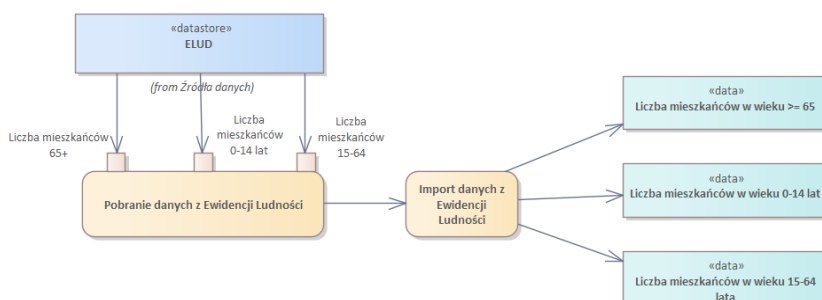 «datastore»
ELUD
(from Źródła danych)
Liczba mieszkańców
65+
Liczba
mieszkańców
0-14 lat
Liczba
mieszkańców
15-64
Pobranie danych z Ewidencji Ludności
Import danych z
Ewidencji
Ludności
«data»
Liczba mieszkańców w wieku >= 65
«data»
Liczba mieszkańców w wieku 0-14 lat
«data»
Liczba mieszkańców w wieku 15-64
lata